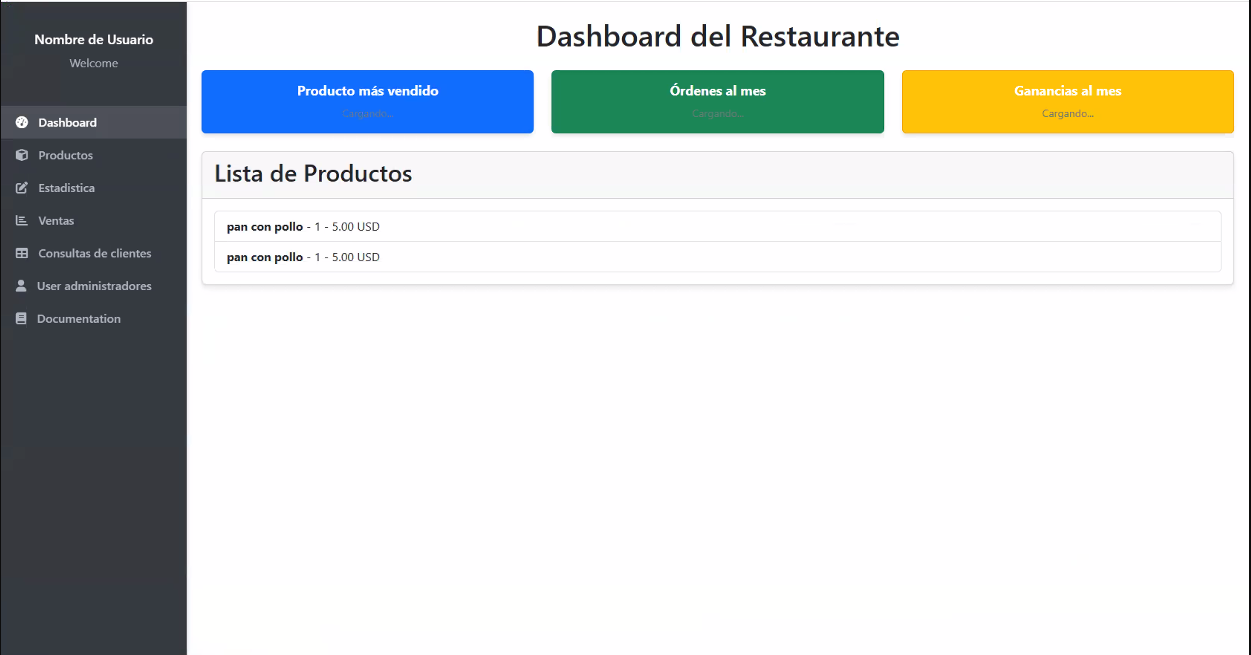 Nombre de Usuario
Welcome
Dashboard
Productos
Estadistica
Ventas
Consultas de clientes
User administradores
Documentation
Dashboard del Restaurante
Producto más vendido
Cargando...
Órdenes al mes
Cargando...
Ganancias al mes
Cargando...
Lista de Productos
pan con pollo - 1 - 5.00 USD
pan con pollo - 1 - 5.00 USD